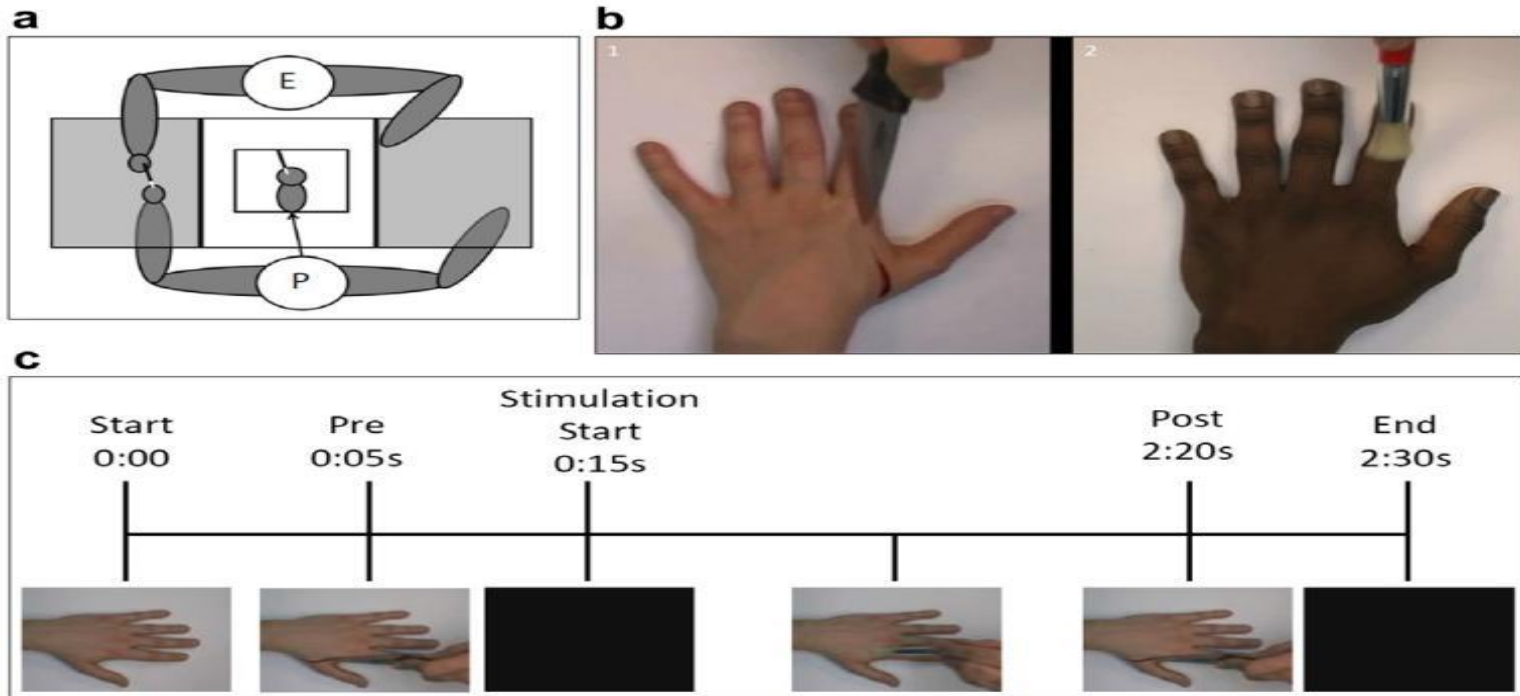 a
E
P
b
1
2
c
Start
0:00
Pre
0:05s
Stimulation
Start
0:15s
Post
2:20s
End
2:30s